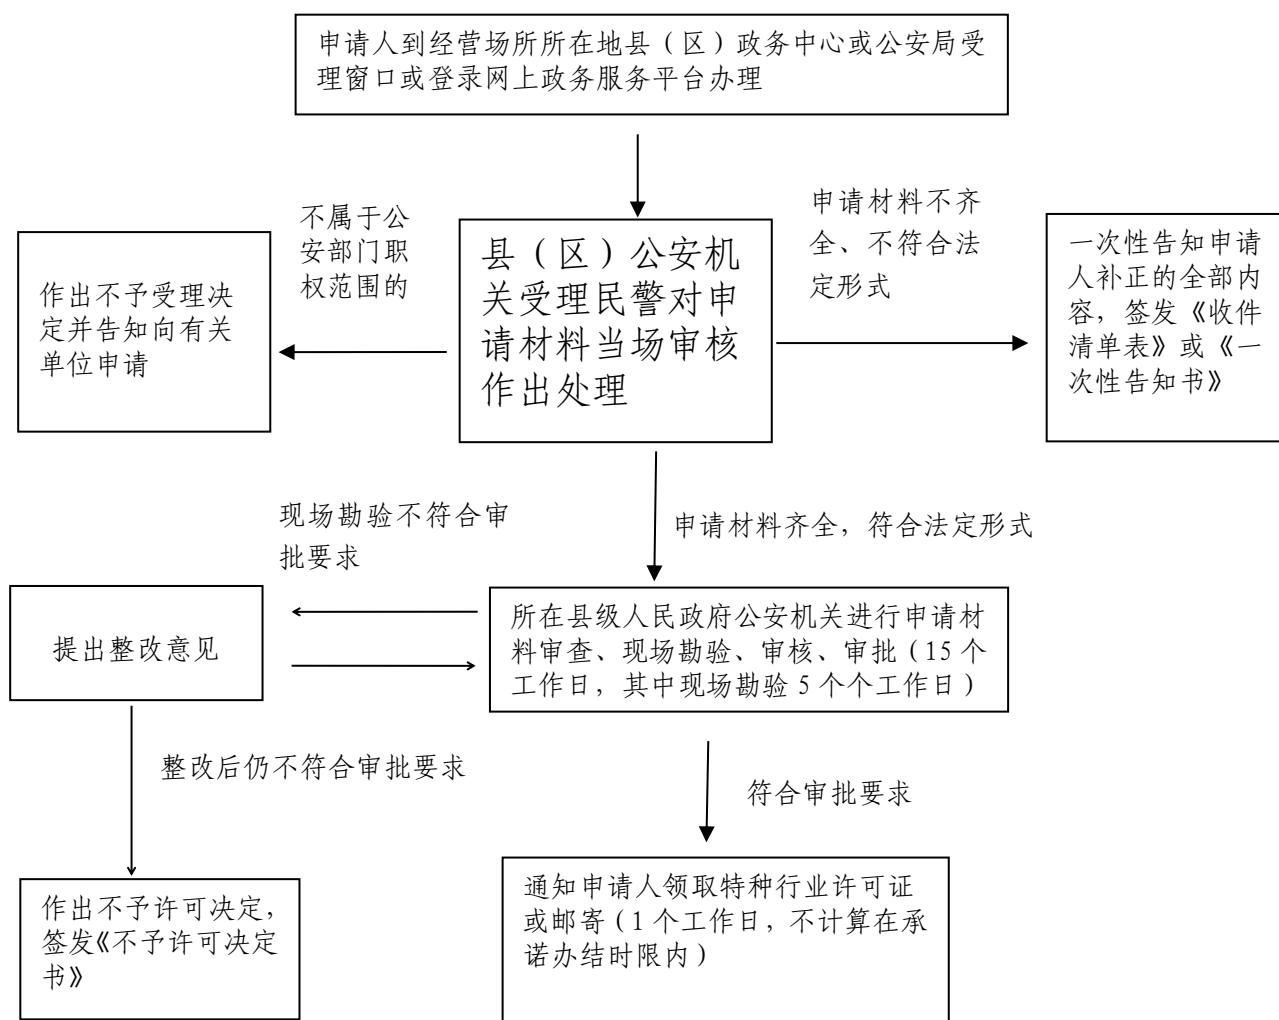 申请人到经营场所所在地县（区）政务中心或公安局受
理窗口或登录网上政务服务平台办理
不属于公
安部门职
权范围的
申请材料不齐
全、不符合法
定形式
作出不予受理决
定并告知向有关
单位申请
县（区）公安机
关受理民警对申
请材料当场审核
作出处理
一次性告知申请
人补正的全部内
容，签发《收件
清单表》或《一
次性告知书》
现场勘验不符合审
批要求
申请材料齐全，符合法定形式
提出整改意见
所在县级人民政府公安机关进行申请材
料审查、现场勘验、审核、审批（15个
工作日，其中现场勘验5个个工作日）
整改后仍不符合审批要求
符合审批要求
作出不予许可决定，
签发《不予许可决定
书》
通知申请人领取特种行业许可证
或邮寄（1个工作日，不计算在承
诺办结时限内）